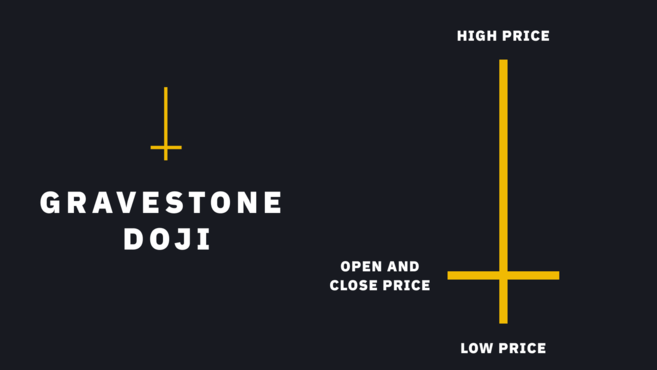 GRAVESTONE
DOJI
HIGH PRICE
OPEN AND
CLOSE PRICE
LOW PRICE